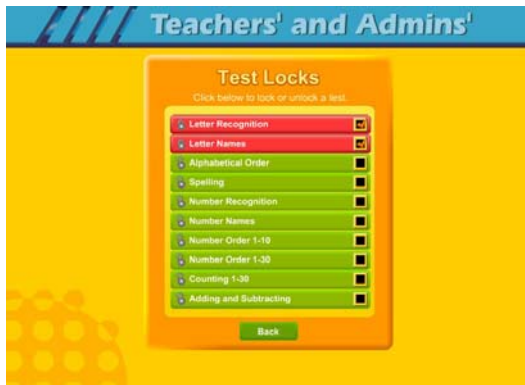 Teachers' and Admins'
Test Locks
Click below to lock or unlock a test.
Letter Recognition
Letter Names
Alphabetical Order
Spelling
Number Recognition
Number Names
Number Order 1-10
Number Order 1-30
Counting 1-30
Adding and Subtracting
Back